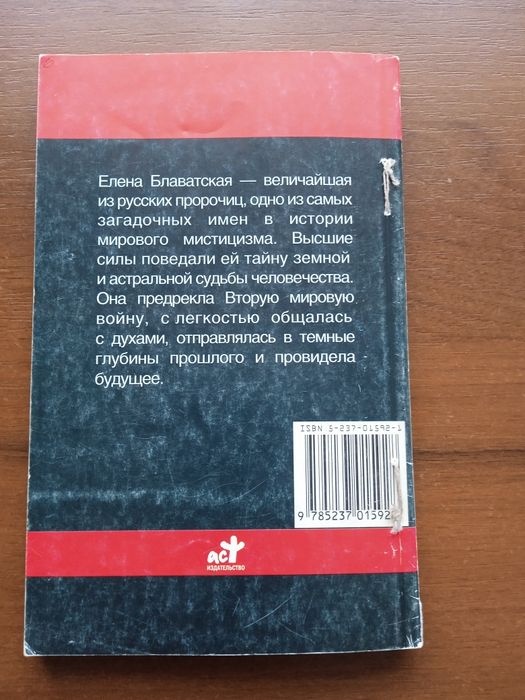 Елена Блаватская — величайшая
из русских пророчиц, одно из самых
загадочных имен в истории
мирового мистицизма. Высшие
силы поведали ей тайну земной
и астральной судьбы человечества.
Она предрекла Вторую мировую
войну, с легкостью общалась
с духами, отправлялась в темные
глубины прошлого и провидела
будущее.
ISBN 5-237-01592-1
9 785237 01592
аст
ИЗДАТЕЛЬСТВО